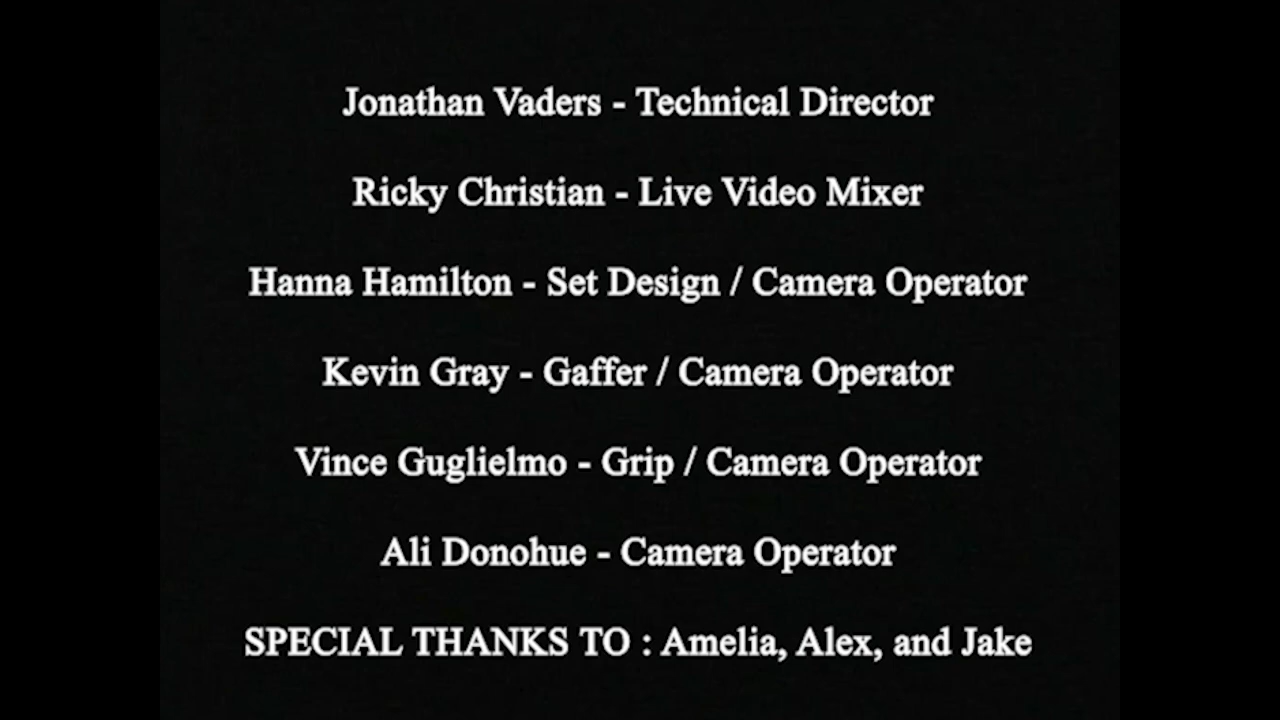 Jonathan Vaders - Technical Director
Ricky Christian - Live Video Mixer
Hanna Hamilton - Set Design / Camera Operator
Kevin Gray - Gaffer / Camera Operator
Vince Guglielmo - Grip / Camera Operator
Ali Donohue - Camera Operator
SPECIAL THANKS TO : Amelia, Alex, and Jake